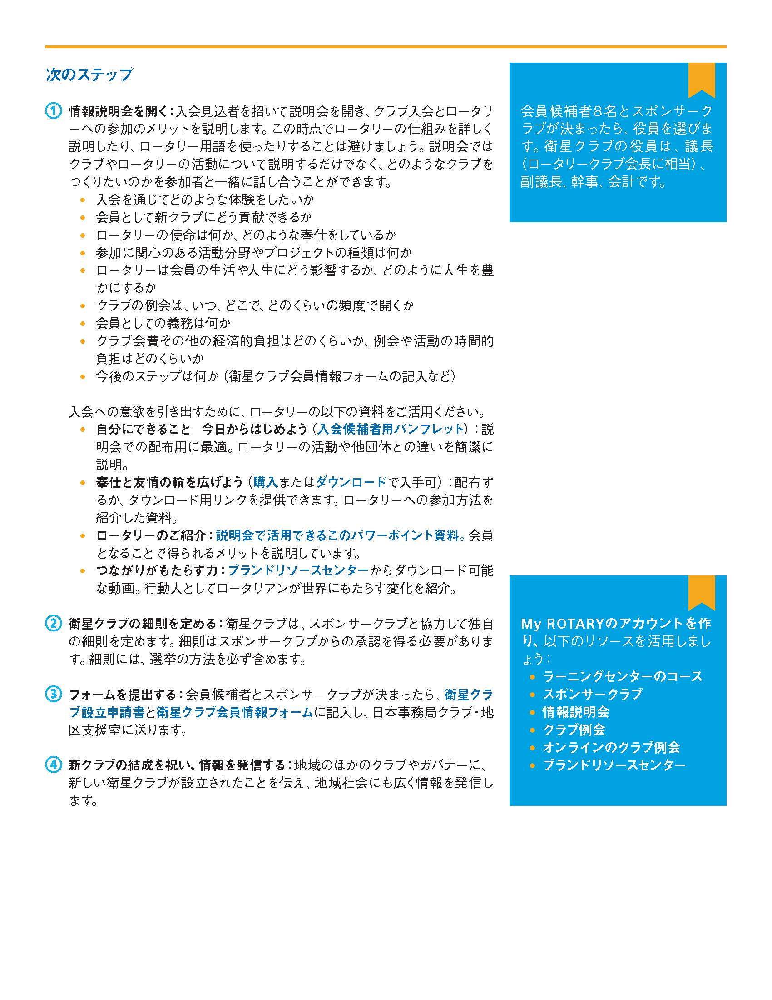 次のステップ
① 情報説明会を開く：入会見込者を招いて説明会を開き、クラブ入会とロータリ
ーへの参加のメリットを説明します。この時点でロータリーの仕組みを詳しく
説明したり、ロータリー用語を使ったりすることは避けましょう。説明会では
クラブやロータリーの活動について説明するだけでなく、どのようなクラブを
つくりたいのかを参加者と一緒に話し合うことができます。
• 入会を通じてどのような体験をしたいか
• 会員として新クラブにどう貢献できるか
• ロータリーの使命は何か、どのような奉仕をしているか
• 参加に関心のある活動分野やプロジェクトの種類は何か
• ロータリーは会員の生活や人生にどう影響するか、どのように人生を豊
かにするか
• クラブの例会は、いつ、どこで、どのくらいの頻度で開くか
• 会員としての義務は何か
• クラブ会費その他の経済的負担はどのくらいか、例会や活動の時間的
負担はどのくらいか
• 今後のステップは何か（衛星クラブ会員情報フォームの記入など）
入会への意欲を引き出すために、ロータリーの以下の資料をご活用ください。
• 自分にできること　今日からはじめよう（入会候補者用パンフレット）：説
明会での配布用に最適。ロータリーの活動や他団体との違いを簡潔に
説明。
• 奉仕と友情の輪を広げよう（購入またはダウンロードで入手可）：配布す
るか、ダウンロード用リンクを提供できます。ロータリーへの参加方法を
紹介した資料。
• ロータリーのご紹介：説明会で活用できるこのパワーポイント資料。会員
となることで得られるメリットを説明しています。
• つながりがもたらす力：ブランドリソースセンターからダウンロード可能
な動画。行動人としてロータリアンが世界にもたらす変化を紹介。
② 衛星クラブの細則を定める：衛星クラブは、スポンサークラブと協力して独自
の細則を定めます。細則はスポンサークラブからの承認を得る必要がありま
す。細則には、選挙の方法を必ず含めます。
③ フォームを提出する：会員候補者とスポンサークラブが決まったら、衛星クラ
ブ設立申請書と衛星クラブ会員情報フォームに記入し、日本事務局クラブ・地
区支援室に送ります。
④ 新クラブの結成を祝い、情報を発信する：地域のほかのクラブやガバナーに、
新しい衛星クラブが設立されたことを伝え、地域社会にも広く情報を発信し
ます。
会員候補者8名とスポンサーク
ラブが決まったら、役員を選びま
す。衛星クラブの役員は、議長
（ロータリークラブ会長に相当）、
副議長、幹事、会計です。
My ROTARYのアカウントを作
り、以下のリソースを活用しまし
ょう：
• ラーニングセンターのコース
• スポンサークラブ
• 情報説明会
• クラブ例会
• オンラインのクラブ例会
• ブランドリソースセンター